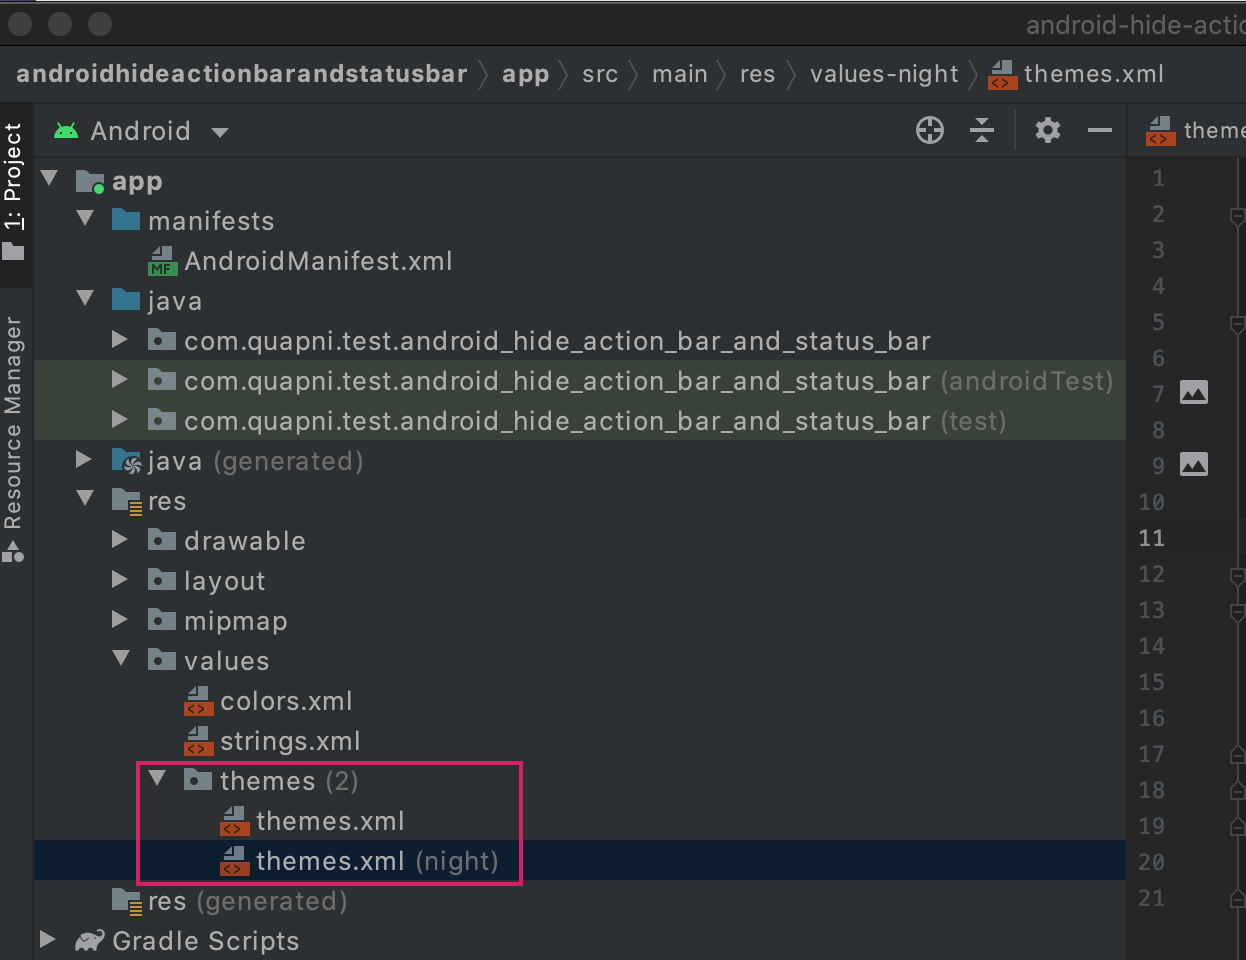 android-hide-actio
androidhideactionbarandstatusbar app src main res values-night themes.xml
1: Project
Resource Manager
Android
app
manifests
MF AndroidManifest.xml
java
com.quapni.test.android_hide_action_bar_and_status_bar
com.quapni.test.android_hide_action_bar_and_status_bar (androidTest)
com.quapni.test.android_hide_action_bar_and_status_bar (test)
java (generated)
res
drawable
layout
mipmap
values
<> colors.xml
<> strings.xml
themes (2)
<> themes.xml
<> themes.xml (night)
res (generated)
Gradle Scripts
theme
1
2
3
4
5
6
7
8
9
10
11
12
13
14
15
16
17
18
19
20
21